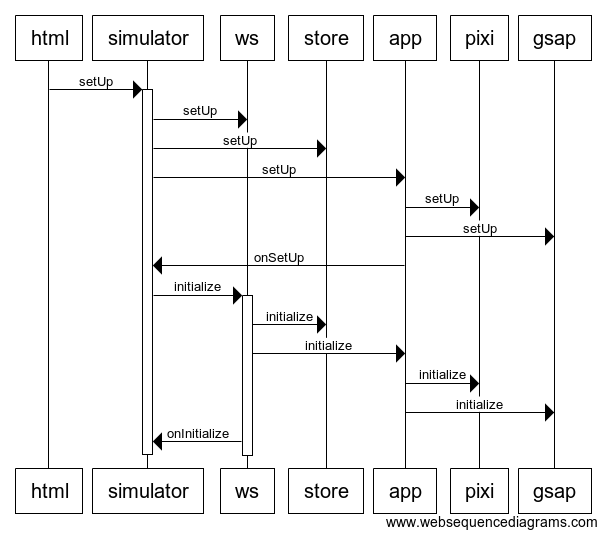 html simulator ws store app pixi gsap
setUp
setUp
setUp
setUp
setUp
setUp
onSetUp
initialize
initialize
initialize
initialize
initialize
onInitialize
html simulator ws store app pixi gsap
www.websequencediagrams.com